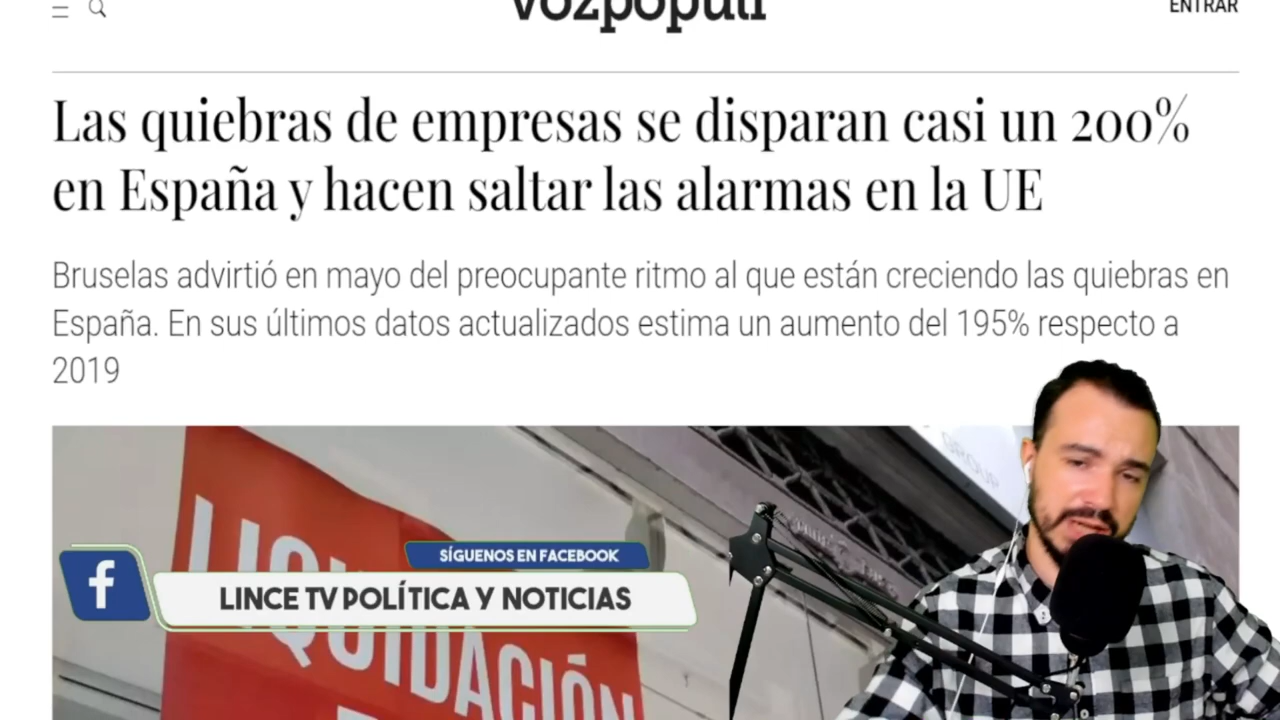 vozpópuli
ENTRAR
Las quiebras de empresas se disparan casi un 200%
en España y hacen saltar las alarmas en la UE
Bruselas advirtió en mayo del preocupante ritmo al que están creciendo las quiebras en
España. En sus últimos datos actualizados estima un aumento del 195% respecto a
2019
GROUP
SÍGUENOS EN FACEBOOK
LINCE TV POLÍTICA Y NOTICIAS
LIQUIDACIÓN